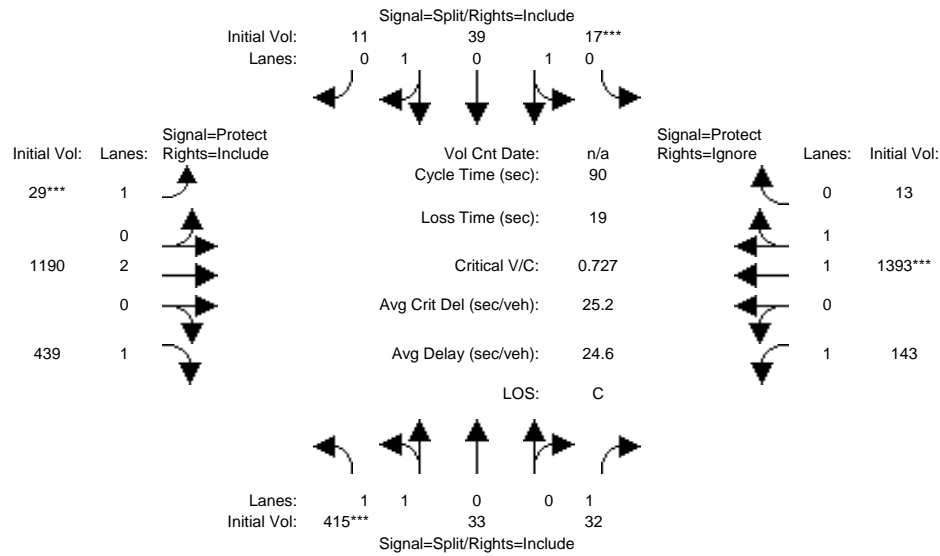 Signal=Split/Rights=Include
Initial Vol: 11 39 17***
Lanes: 0 1 0 1 0
Signal=Protect Signal=Protect
Initial Vol: Lanes: Rights=Include Vol Cnt Date: n/a Rights=Ignore Lanes: Initial Vol:
Cycle Time (sec): 90
29*** 1 0 13
Loss Time (sec): 19
0 1
1190 2 Critical V/C: 0.727 1 1393***
0 Avg Crit Del (sec/veh): 25.2 0
439 1 Avg Delay (sec/veh): 24.6 1 143
LOS: C
Lanes: 1 1 0 0 1
Initial Vol: 415*** 33 32
Signal=Split/Rights=Include